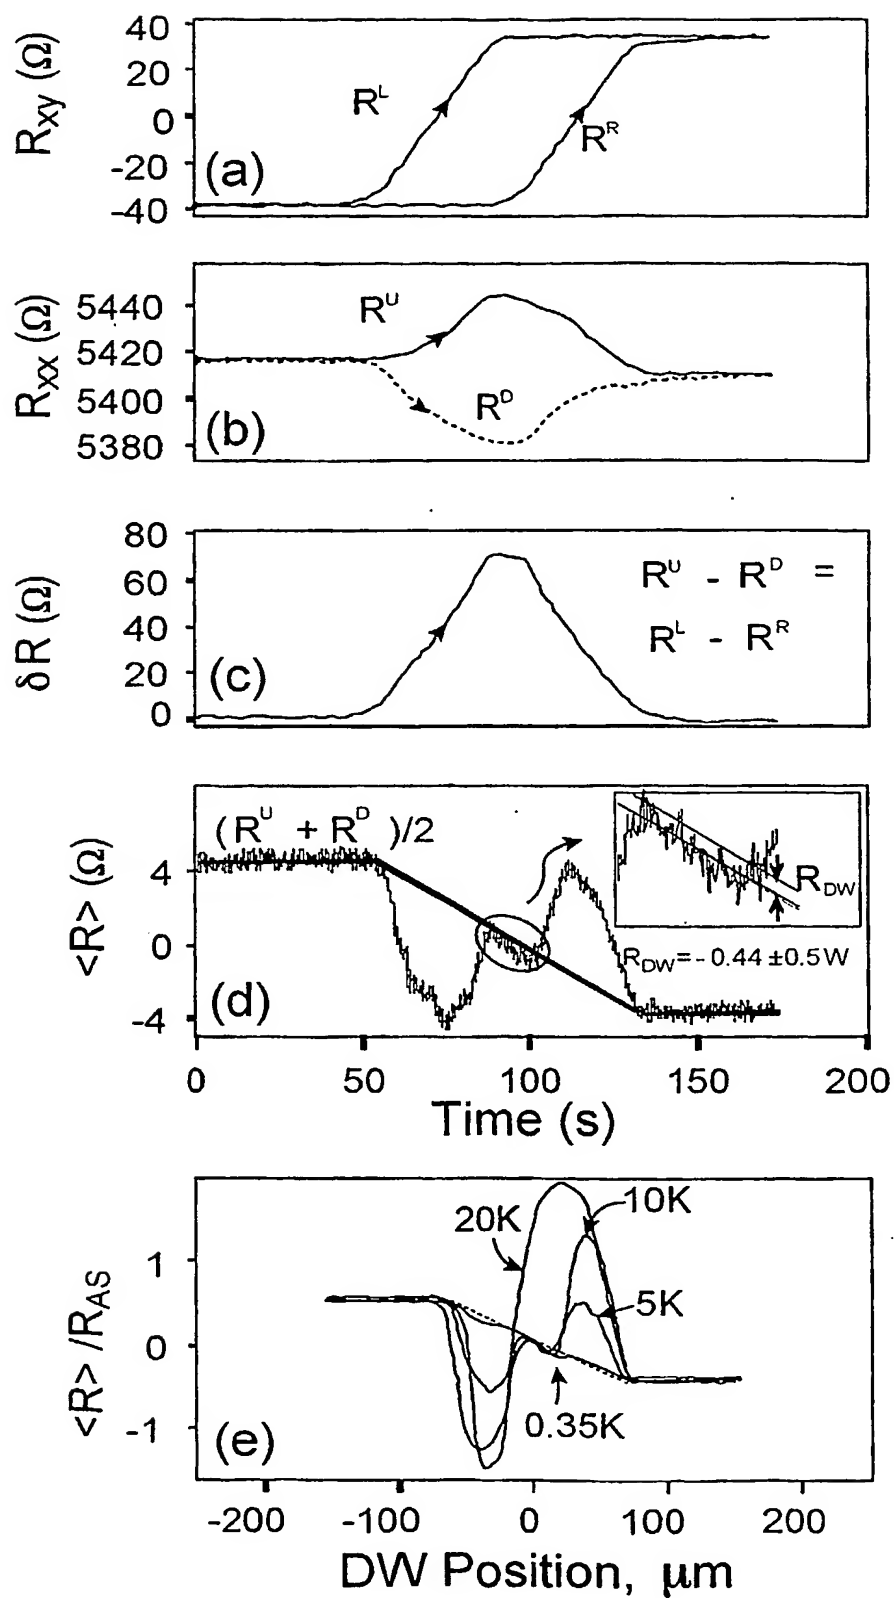 40
20
0
-20
-40
R_xy (Ω)
R^L
R^R
(a)
5440
5420
5400
5380
R_xx (Ω)
R^U
R^D
(b)
80
60
40
20
0
δR (Ω)
R^U - R^D =
R^L - R^R
(c)
(R^U + R^D)/2
4
0
-4
<R> (Ω)
R_DW
R_DW = - 0.44 ±0.5W
(d)
0 50 100 150 200
Time (s)
20K
10K
5K
0.35K
1
0
-1
<R> /R_AS
(e)
-200 -100 0 100 200
DW Position, μm